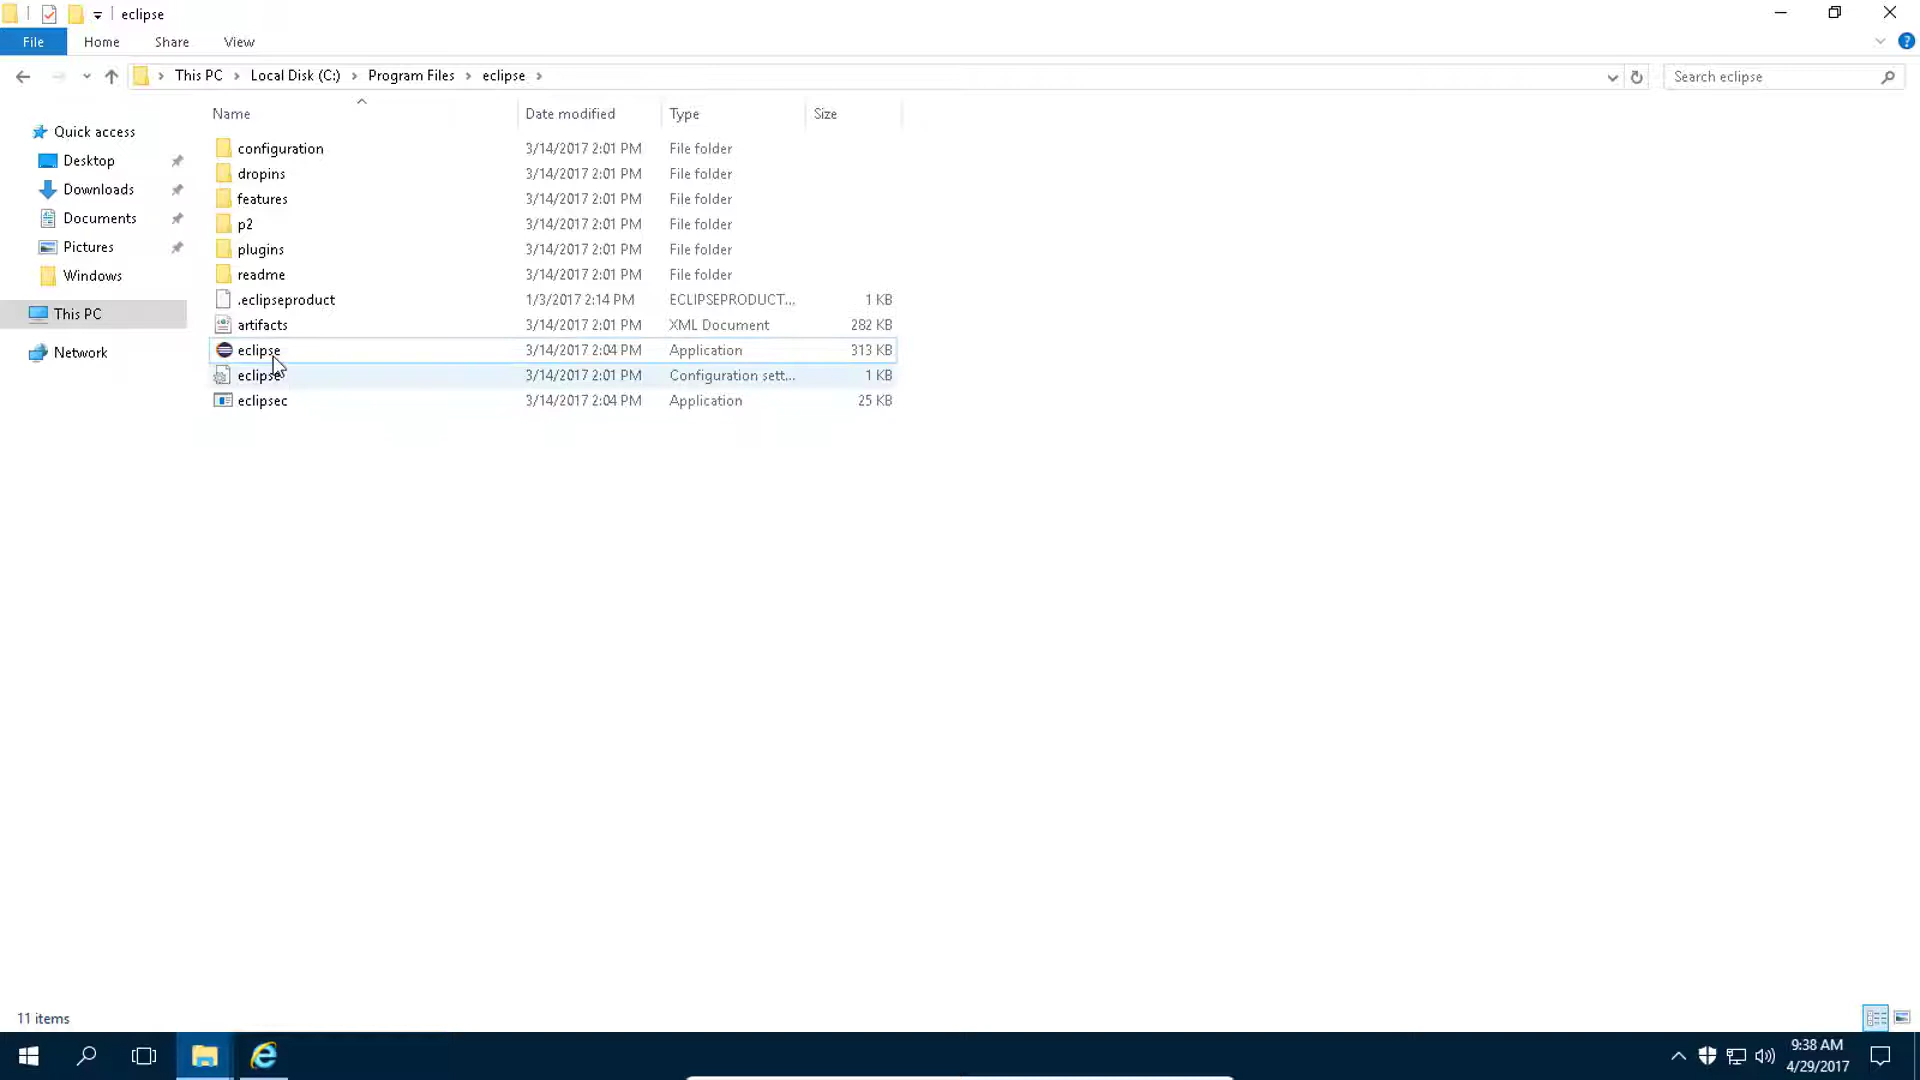 eclipse
File Home Share View
This PC Local Disk (C:) Program Files eclipse Search eclipse
Name Date modified Type Size
Quick access
Desktop
Downloads
Documents
Pictures
Windows
This PC
Network
configuration 3/14/2017 2:01 PM File folder
dropins 3/14/2017 2:01 PM File folder
features 3/14/2017 2:01 PM File folder
p2 3/14/2017 2:01 PM File folder
plugins 3/14/2017 2:01 PM File folder
readme 3/14/2017 2:01 PM File folder
.eclipseproduct 1/3/2017 2:14 PM ECLIPSEPRODUCT... 1 KB
artifacts 3/14/2017 2:01 PM XML Document 282 KB
eclipse 3/14/2017 2:04 PM Application 313 KB
eclipse 3/14/2017 2:01 PM Configuration sett... 1 KB
eclipsec 3/14/2017 2:04 PM Application 25 KB
11 items
9:38 AM
4/29/2017